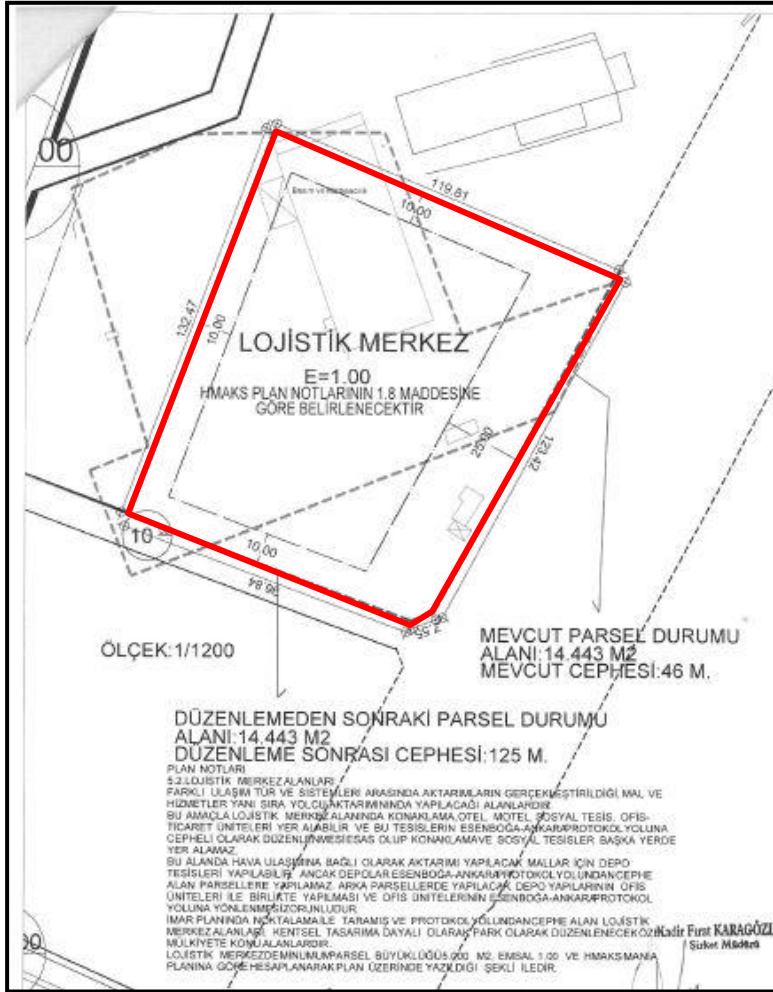 00
119.81
10.00
132.47
10.00
LOJİSTİK MERKEZ
E=1.00
HMAKS PLAN NOTLARININ 1.8 MADDESİNE
GÖRE BELİRLENECEKTİR
25.00
123.42
10
10.00
96.84
7.55
ÖLÇEK:1/1200
MEVCUT PARSEL DURUMU
ALANI:14.443 M2
MEVCUT CEPHESİ:46 M.
DÜZENLEMEDEN SONRAKİ PARSEL DURUMU
ALANI:14.443 M2
DÜZENLEME SONRASI CEPHESİ:125 M.
PLAN NOTLARI
5.2.LOJİSTİK MERKEZ ALANLARI
FARKLI ULAŞIM TÜR VE SİSTEMLERİ ARASINDA AKTARIMLARIN GERÇEKLEŞTİRİLDİĞİ, MAL VE
HİZMETLER YANI SIRA YOLCU AKTARIMININDA YAPILACAĞI ALANLARDIR.
BU AMAÇLA LOJİSTİK MERKEZ ALANINDA KONAKLAMA, OTEL, MOTEL, SOSYAL TESİS, OFİS-
TİCARET ÜNİTELERİ YER ALABİLİR VE BU TESİSLERİN ESENBOĞA-ANKARA PROTOKOL YOLUNA
CEPHELİ OLARAK DÜZENLENMESİ ESAS OLUP KONAKLAMA VE SOSYAL TESİSLER BAŞKA YERDE
YER ALAMAZ.
BU ALANDA HAVA ULAŞIMINA BAĞLI OLARAK AKTARIMI YAPILACAK MALLAR İÇİN DEPO
TESİSLERİ YAPILABİLİR. ANCAK DEPOLAR ESENBOĞA-ANKARA PROTOKOL YOLUNDAN CEPHE
ALAN PARSELLERE YAPILAMAZ. ARKA PARSELLERDE YAPILACAK DEPO YAPILARININ OFİS
ÜNİTELERİ İLE BİRLİKTE YAPILMASI VE OFİS ÜNİTELERİNİN ESENBOĞA-ANKARA PROTOKOL
YOLUNA YÖNLENMESİ ZORUNLUDUR.
İMAR PLANINDA NOKTALAMA İLE TARAMIŞ VE PROTOKOL YOLUNDAN CEPHE ALAN LOJİSTİK
MERKEZ ALANLARI, KENTSEL TASARIMA DAYALI OLARAK PARK OLARAK DÜZENLENECEK ÖZEL
MÜLKİYETE KONU ALANLARDIR.
LOJİSTİK MERKEZDE MİNUMUM PARSEL BÜYÜKLÜĞÜ 5.000 M2, EMSAL 1.00 VE HMAKS MANİA
PLANINA GÖRE HESAPLANARAK PLAN ÜZERİNDE YAZILDIĞI ŞEKLİ İLEDİR.
Kadir Fırat KARAGÖZL
Şirket Müdürü
00